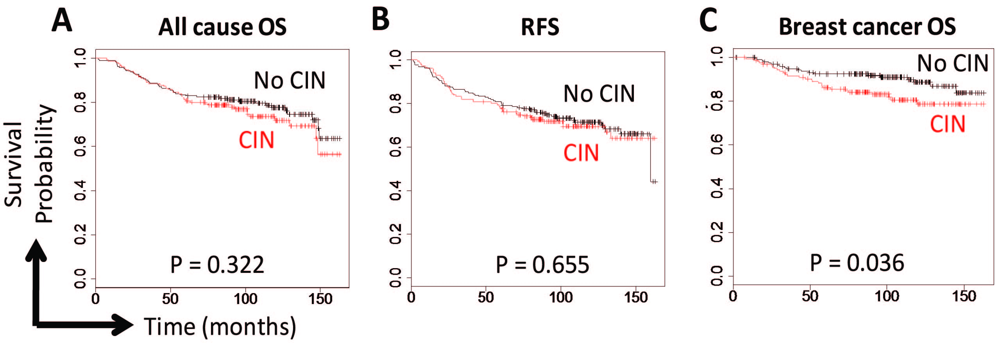 A
All cause OS
B
RFS
C
Breast cancer OS
Survival
Probability
1.0
0.8
0.6
0.4
0.2
0.0
No CIN
CIN
P = 0.322
0 50 100 150
1.0
0.8
0.6
0.4
0.2
0.0
No CIN
CIN
P = 0.655
0 50 100 150
1.0
0.8
0.6
0.4
0.2
0.0
No CIN
CIN
P = 0.036
0 50 100 150
Time (months)